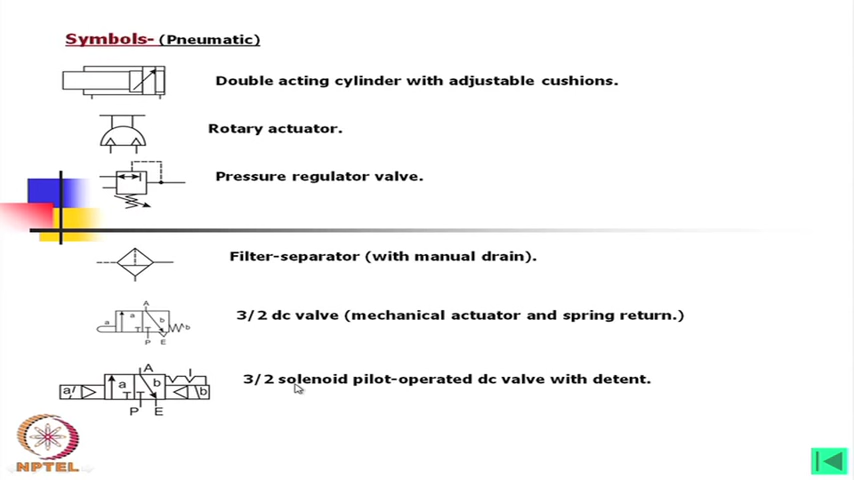 Symbols- (Pneumatic)
Double acting cylinder with adjustable cushions.
Rotary actuator.
Pressure regulator valve.
Filter-separator (with manual drain).
A
a a b b
P E
3/2 dc valve (mechanical actuator and spring return.)
A
a a b b
P E
3/2 solenoid pilot-operated dc valve with detent.
NPTEL